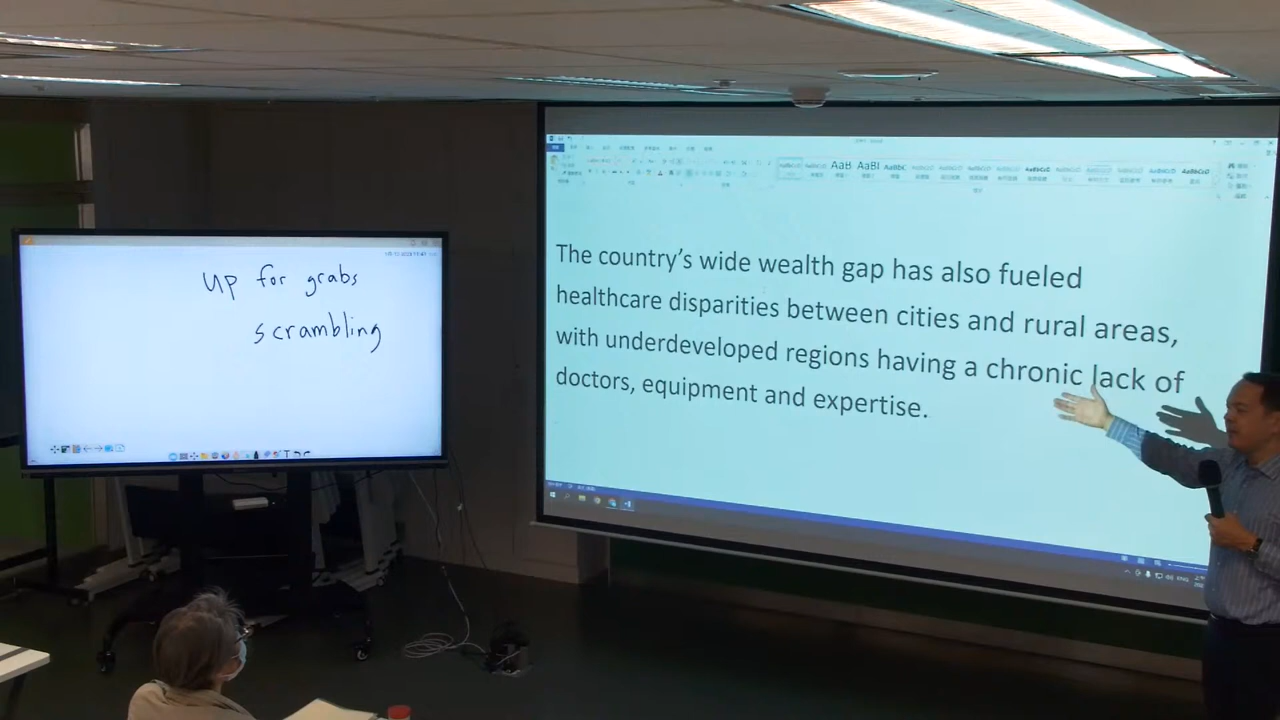 up for grabs
scrambling
The country's wide wealth gap has also fueled
healthcare disparities between cities and rural areas,
with underdeveloped regions having a chronic lack of
doctors, equipment and expertise.
ENG